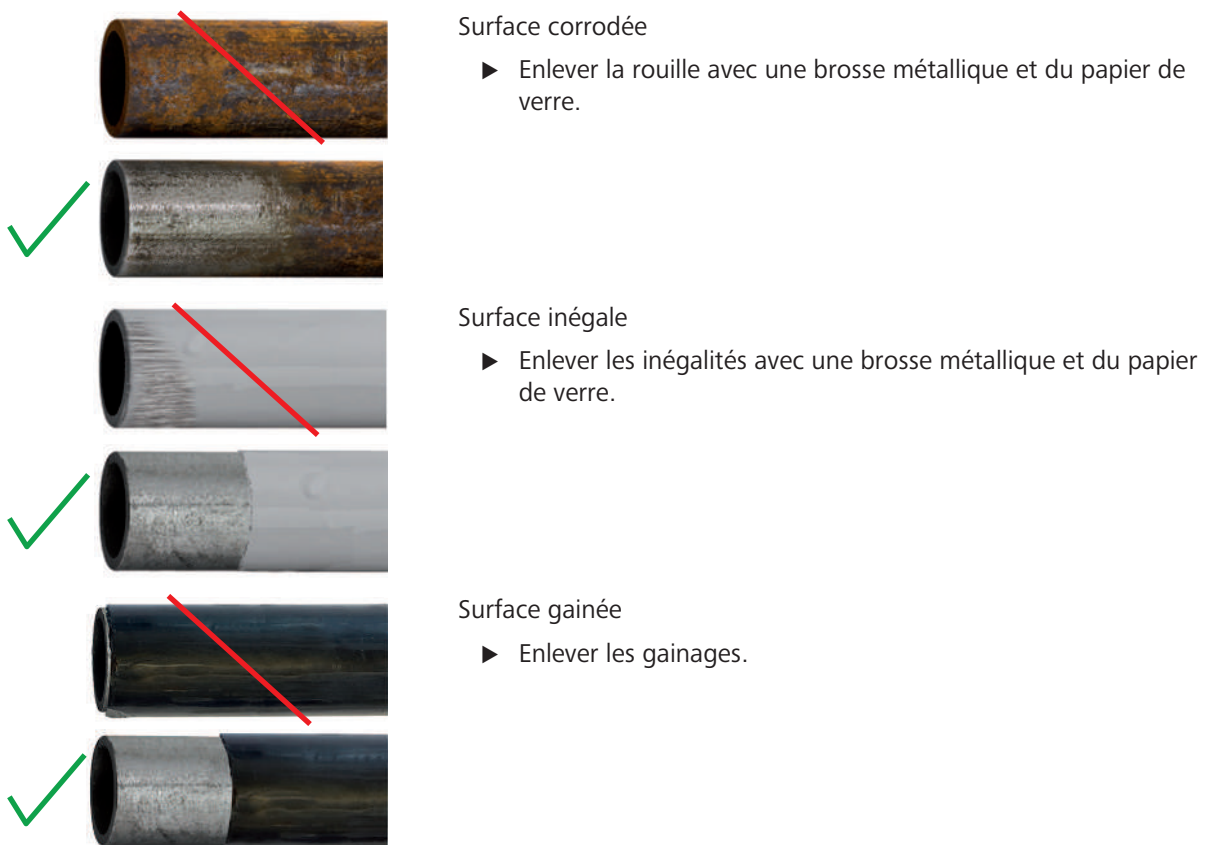 Surface corrodée
▶ Enlever la rouille avec une brosse métallique et du papier de
verre.
Surface inégale
▶ Enlever les inégalités avec une brosse métallique et du papier
de verre.
Surface gainée
▶ Enlever les gainages.